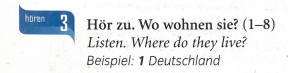 hören 3
Hör zu. Wo wohnen sie? (1–8)
Listen. Where do they live?
Beispiel: 1 Deutschland